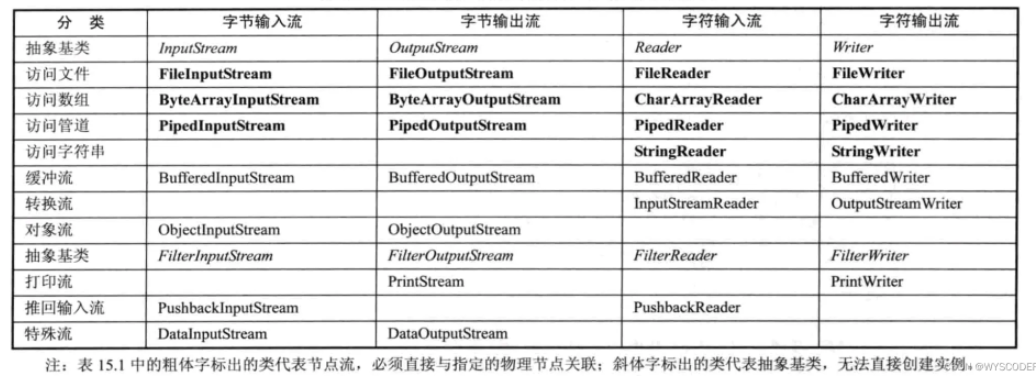 分 类 字节输入流 字节输出流 字符输入流 字符输出流
抽象基类 InputStream OutputStream Reader Writer
访问文件 FileInputStream FileOutputStream FileReader FileWriter
访问数组 ByteArrayInputStream ByteArrayOutputStream CharArrayReader CharArrayWriter
访问管道 PipedInputStream PipedOutputStream PipedReader PipedWriter
访问字符串 StringReader StringWriter
缓冲流 BufferedInputStream BufferedOutputStream BufferedReader BufferedWriter
转换流 InputStreamReader OutputStreamWriter
对象流 ObjectInputStream ObjectOutputStream
抽象基类 FilterInputStream FilterOutputStream FilterReader FilterWriter
打印流 PrintStream PrintWriter
推回输入流 PushbackInputStream PushbackReader
特殊流 DataInputStream DataOutputStream
注：表 15.1 中的粗体字标出的类代表节点流，必须直接与指定的物理节点关联；斜体字标出的类代表抽象基类，无法直接创建实例。
@WYSCODER